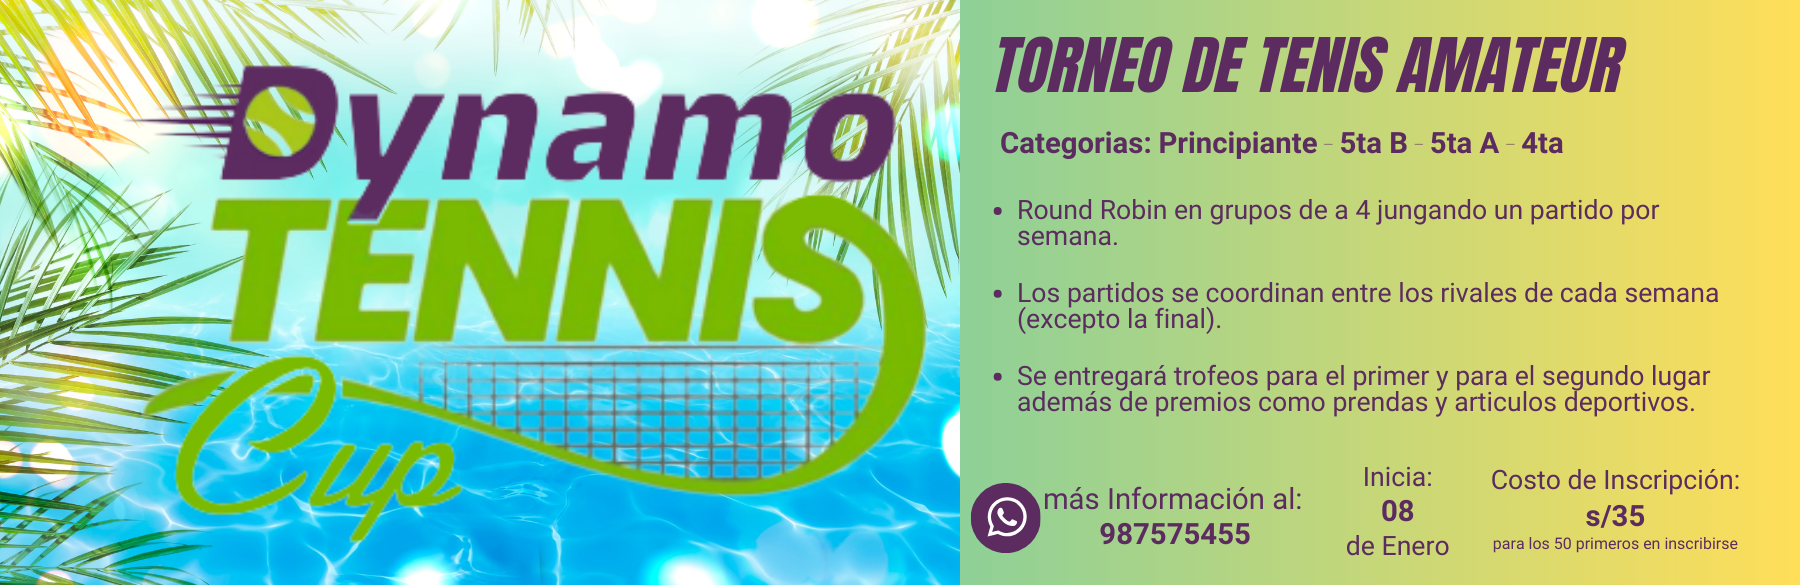 Dynamo
TENNIS
Cup
TORNEO DE TENIS AMATEUR
Categorias: Principiante - 5ta B - 5ta A - 4ta
• Round Robin en grupos de a 4 jungando un partido por
semana.
• Los partidos se coordinan entre los rivales de cada semana
(excepto la final).
• Se entregará trofeos para el primer y para el segundo lugar
además de premios como prendas y articulos deportivos.
más Información al:
987575455
Inicia:
08
de Enero
Costo de Inscripción:
s/35
para los 50 primeros en inscribirse